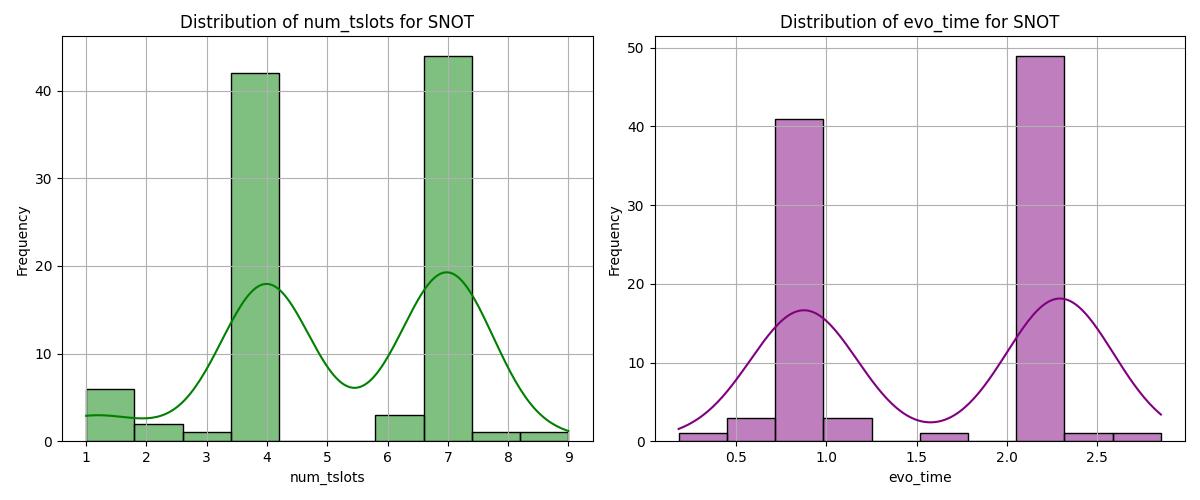 Distribution of num_tslots for SNOT
Frequency
40
30
20
10
0
1 2 3 4 5 6 7 8 9
num_tslots
Distribution of evo_time for SNOT
Frequency
50
40
30
20
10
0
0.5 1.0 1.5 2.0 2.5
evo_time